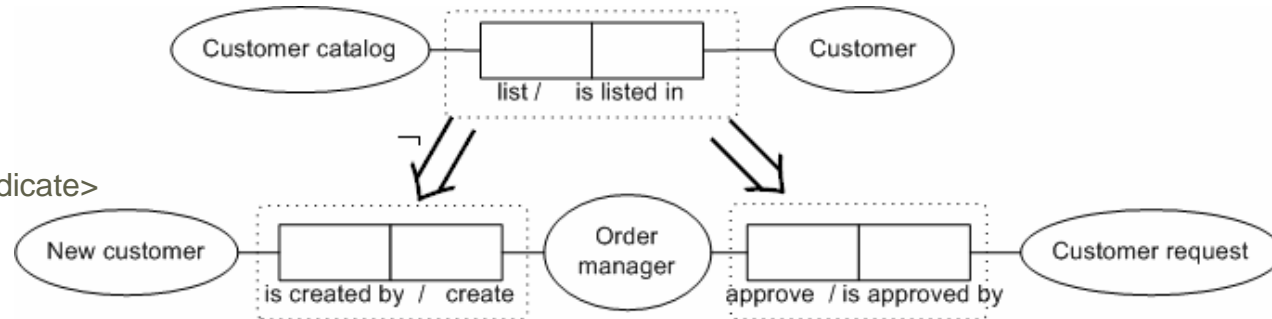 Customer catalog
Customer
list / is listed in
¬
dicate>
New customer
Order
manager
Customer request
is created by / create
approve / is approved by